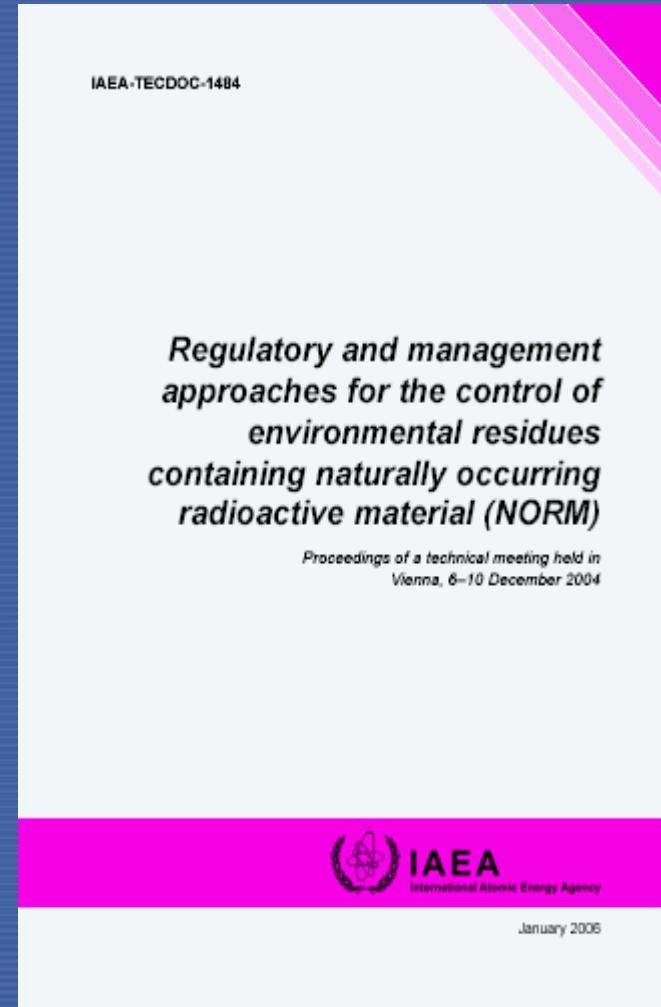 IAEA-TECDOC-1484
Regulatory and management
approaches for the control of
environmental residues
containing naturally occurring
radioactive material (NORM)
Proceedings of a technical meeting held in
Vienna, 6–10 December 2004
IAEA
International Atomic Energy Agency
January 2006